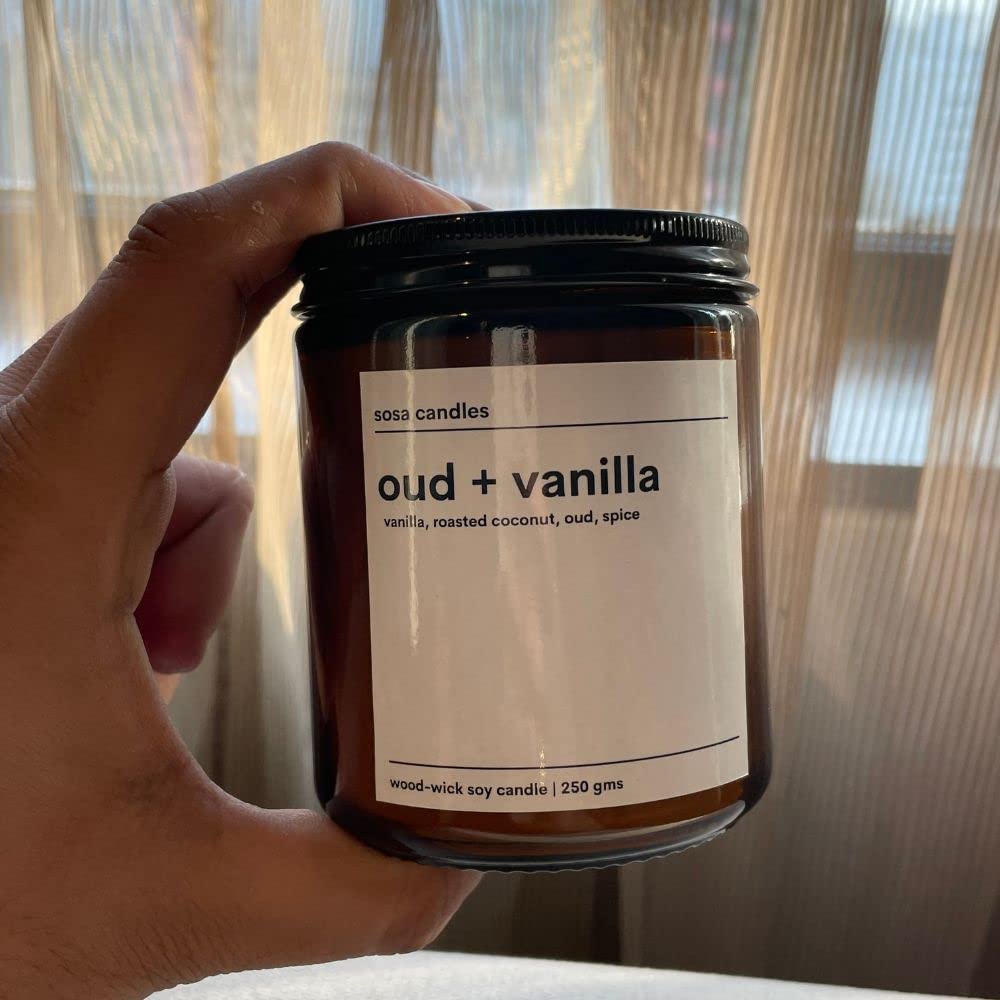 sosa candles
oud + vanilla
vanilla, roasted coconut, oud, spice
wood-wick soy candle | 250 gms